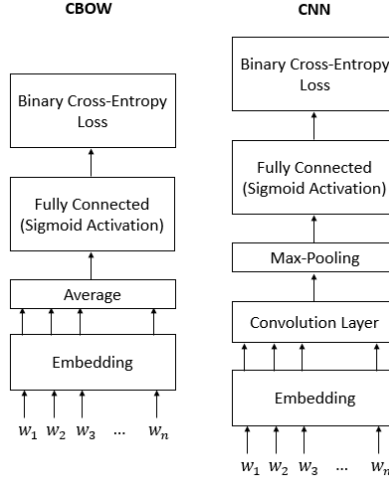 CBOW
Binary Cross-Entropy
Loss
Fully Connected
(Sigmoid Activation)
Average
Embedding
w₁ w₂ w₃ ... wₙ
CNN
Binary Cross-Entropy
Loss
Fully Connected
(Sigmoid Activation)
Max-Pooling
Convolution Layer
Embedding
w₁ w₂ w₃ ... wₙ